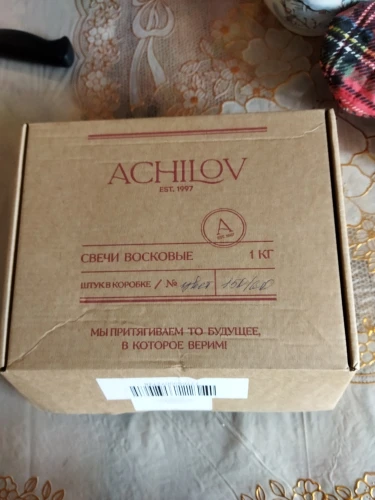 ACHILOV
EST. 1997
A
СВЕЧИ ВОСКОВЫЕ 1 КГ
ШТУК В КОРОБКЕ / №
МЫ ПРИТЯГИВАЕМ ТО БУДУЩЕЕ,
В КОТОРОЕ ВЕРИМ!